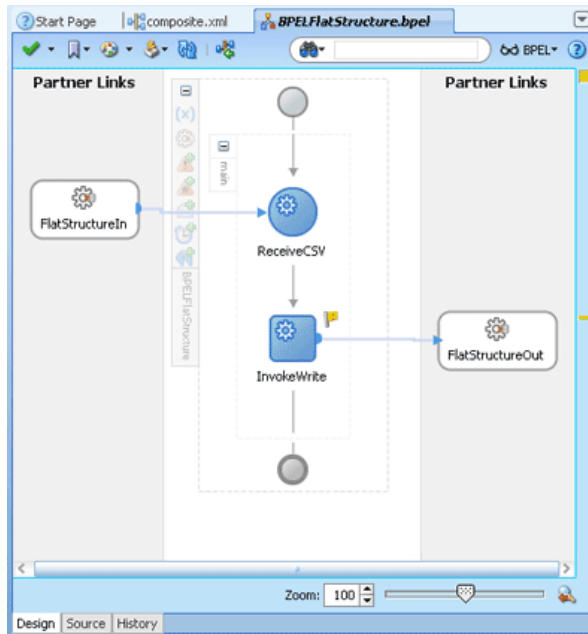 Start Page composite.xml BPELFlatStructure.bpel
BPEL
Partner Links Partner Links
(x)
main
FlatStructureIn
ReceiveCSV
BPELFlatStructure
FlatStructureOut
InvokeWrite
Zoom: 100
Design Source History